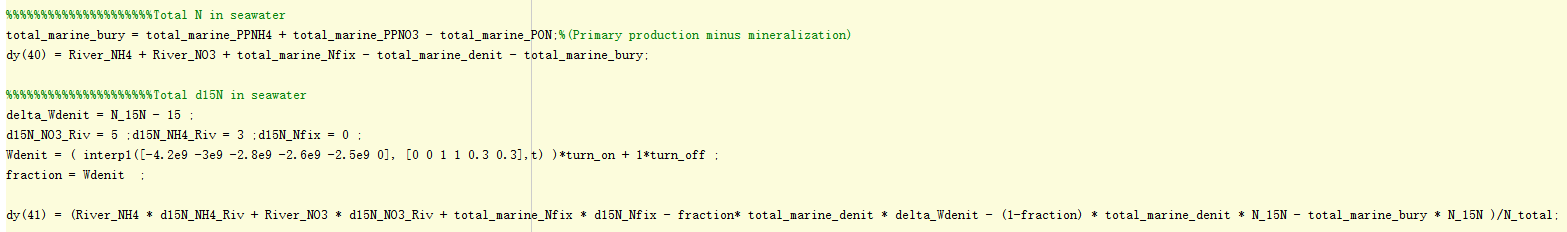 %%%%%%%%%%%%%%%%%%%%%Total N in seawater
total_marine_bury = total_marine_PPNH4 + total_marine_PPNO3 - total_marine_PON;%(Primary production minus mineralization)
dy(40) = River_NH4 + River_NO3 + total_marine_Nfix - total_marine_denit - total_marine_bury;
%%%%%%%%%%%%%%%%%%%%%Total d15N in seawater
delta_Wdenit = N_15N - 15 ;
d15N_NO3_Riv = 5 ;d15N_NH4_Riv = 3 ;d15N_Nfix = 0 ;
Wdenit = ( interp1([-4.2e9 -3e9 -2.8e9 -2.6e9 -2.5e9 0], [0 0 1 1 0.3 0.3],t) )*turn_on + 1*turn_off ;
fraction = Wdenit  ;
dy(41) = (River_NH4 * d15N_NH4_Riv + River_NO3 * d15N_NO3_Riv + total_marine_Nfix * d15N_Nfix - fraction* total_marine_denit * delta_Wdenit - (1-fraction) * total_marine_denit * N_15N - total_marine_bury * N_15N )/N_total;